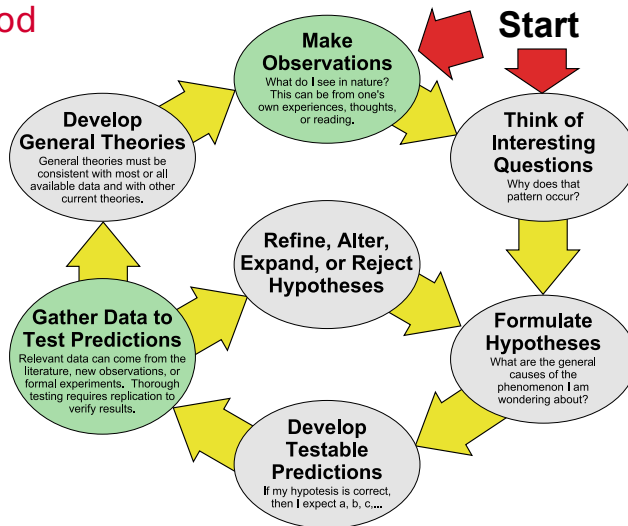 od
Start
Make
Observations
What do I see in nature?
This can be from one's
own experiences, thoughts,
or reading.
Think of
Interesting
Questions
Why does that
pattern occur?
Formulate
Hypotheses
What are the general
causes of the
phenomenon I am
wondering about?
Develop
Testable
Predictions
If my hypotesis is correct,
then I expect a, b, c,...
Gather Data to
Test Predictions
Relevant data can come from the
literature, new observations, or
formal experiments. Thorough
testing requires replication to
verify results.
Refine, Alter,
Expand, or Reject
Hypotheses
Develop
General Theories
General theories must be
consistent with most or all
available data and with other
current theories.